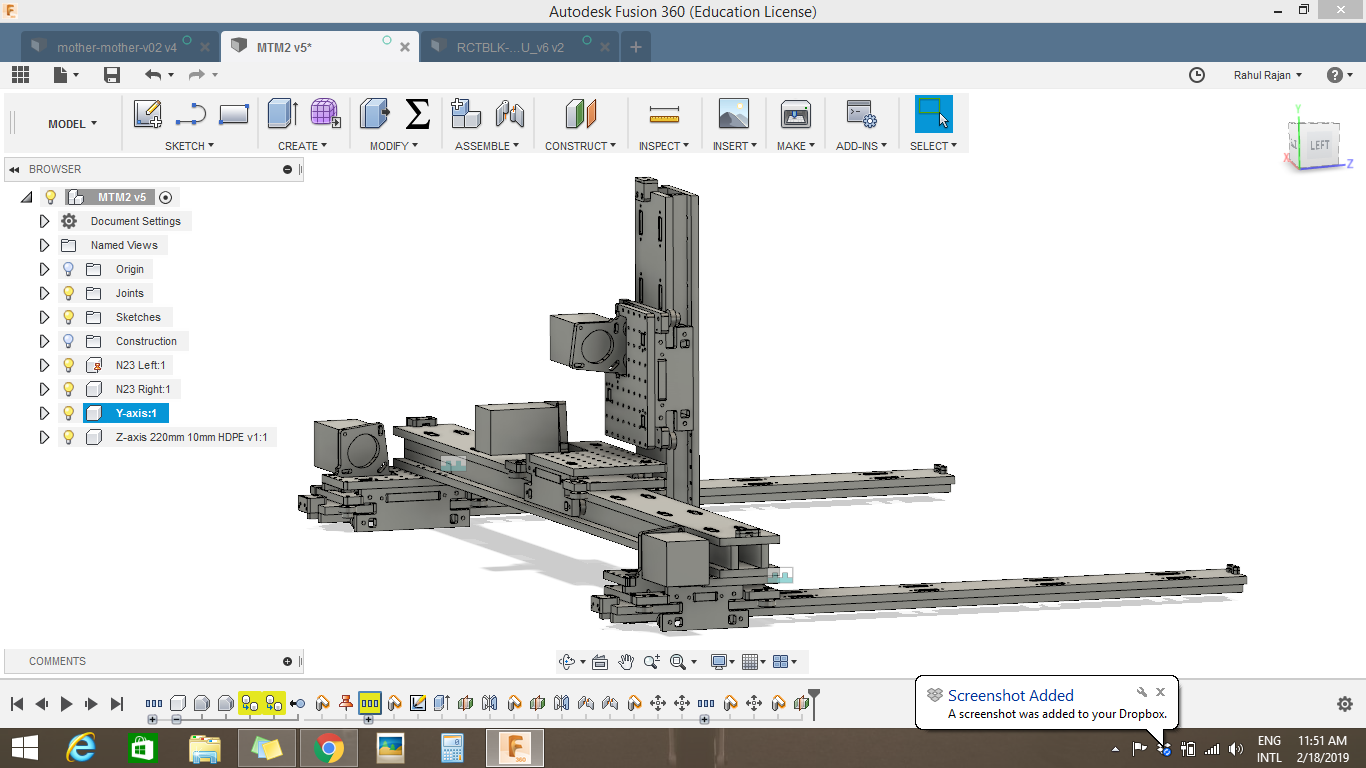 Autodesk Fusion 360 (Education License)
mother-mother-v02 v4
MTM2 v5*
RCTBLK-...U_v6 v2
Rahul Rajan
MODEL
SKETCH
CREATE
MODIFY
ASSEMBLE
CONSTRUCT
INSPECT
INSERT
MAKE
ADD-INS
SELECT
Y
LEFT
X
Z
BROWSER
MTM2 v5
Document Settings
Named Views
Origin
Joints
Sketches
Construction
N23 Left:1
N23 Right:1
Y-axis:1
Z-axis 220mm 10mm HDPE v1:1
COMMENTS
Screenshot Added
A screenshot was added to your Dropbox.
ENG
INTL
11:51 AM
2/18/2019